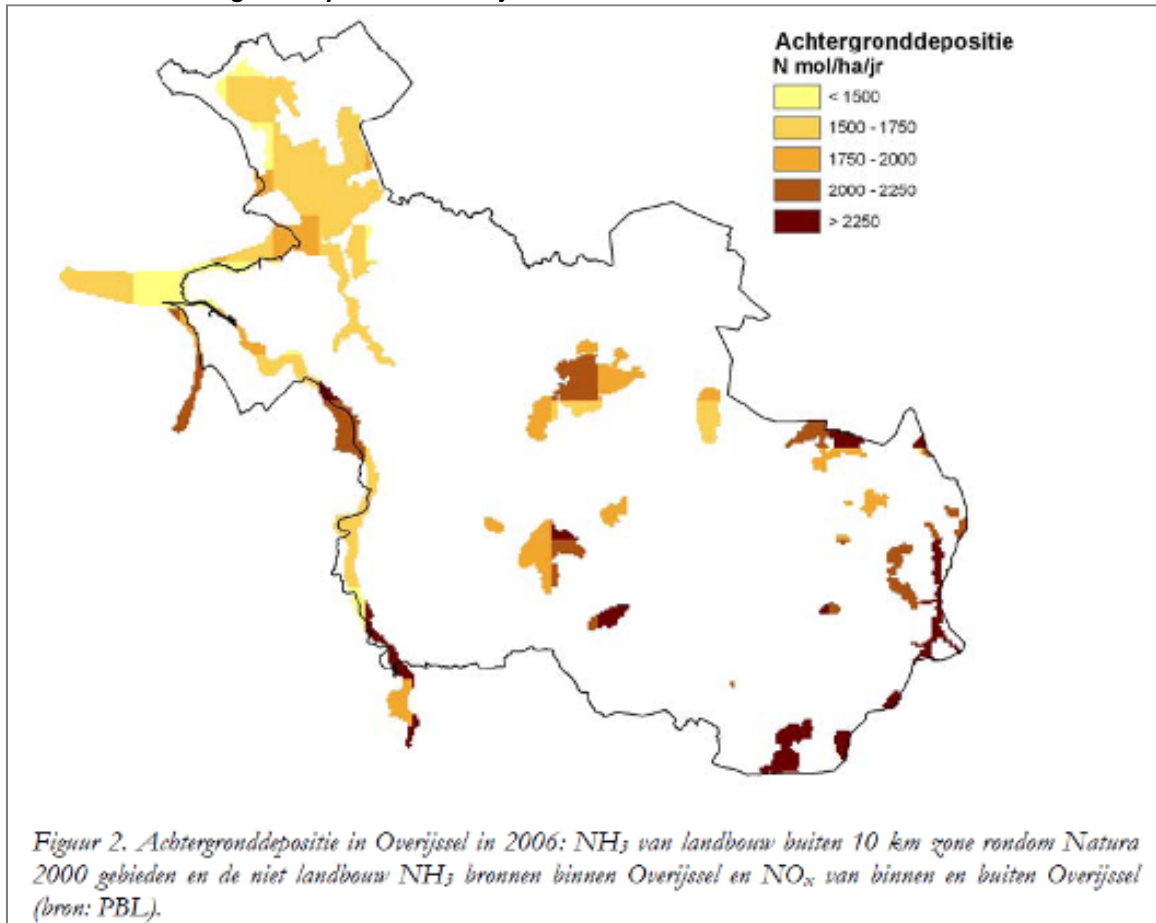 Achtergronddepositie
N mol/ha/jr
< 1500
1500 - 1750
1750 - 2000
2000 - 2250
> 2250
Figuur 2. Achtergronddepositie in Overijssel in 2006: NH₃ van landbouw buiten 10 km zone rondom Natura
2000 gebieden en de niet landbouw NH₃ bronnen binnen Overijssel en NOₓ van binnen en buiten Overijssel
(bron: PBL).